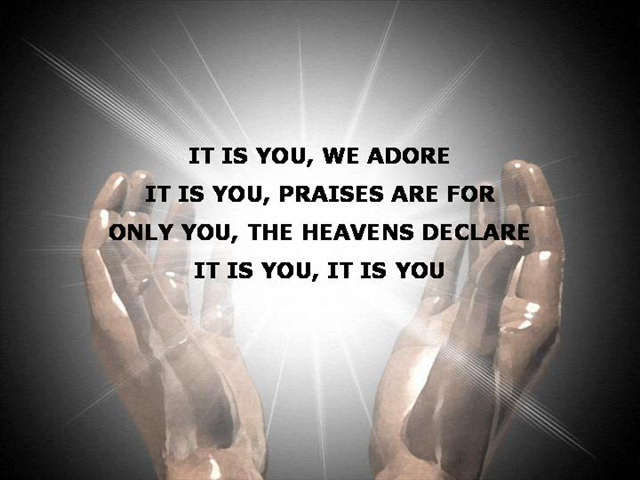 IT IS YOU, WE ADORE
IT IS YOU, PRAISES ARE FOR
ONLY YOU, THE HEAVENS DECLARE
IT IS YOU, IT IS YOU